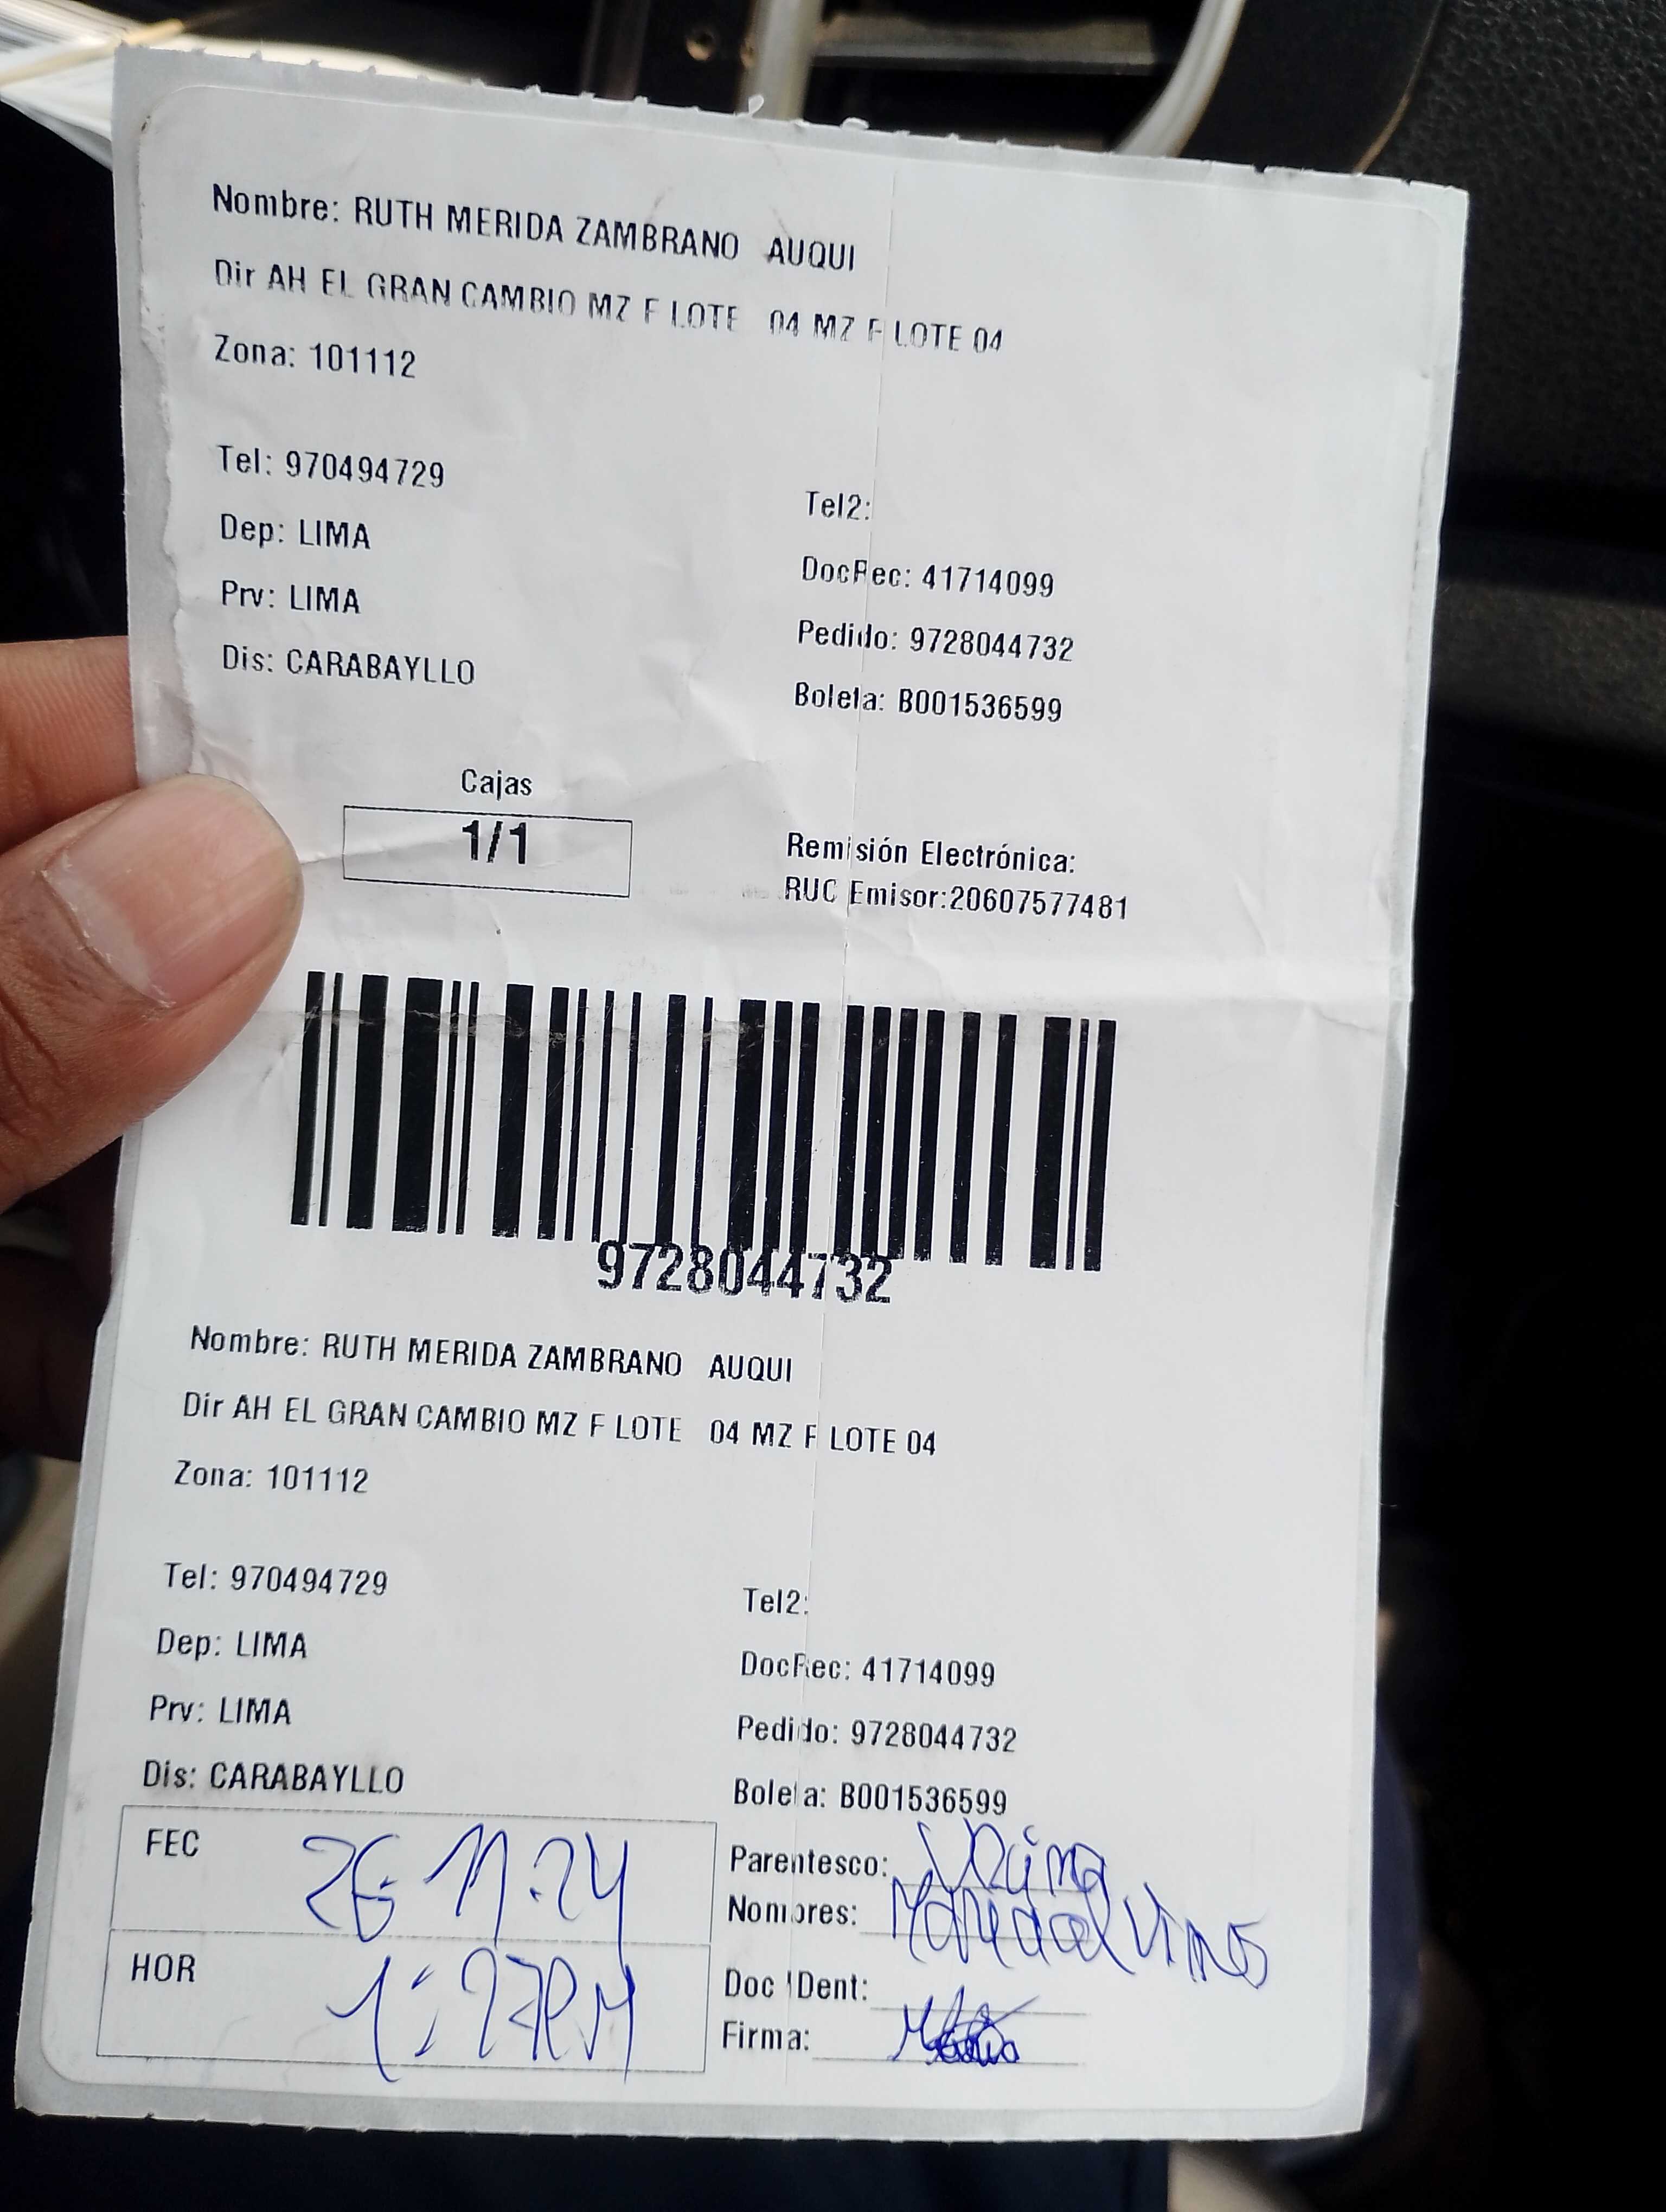 Nombre: RUTH MERIDA ZAMBRANO AUQUI
Dir AH EL GRAN CAMBIO MZ F LOTE 04 MZ F LOTE 04
Zona: 101112
Tel: 970494729
Tel2:
Dep: LIMA
DocRec: 41714099
Prv: LIMA
Pedido: 9728044732
Dis: CARABAYLLO
Boleta: B001536599
Cajas
1/1
Remisión Electrónica:
RUC Emisor:20607577481
9728044732
Nombre: RUTH MERIDA ZAMBRANO AUQUI
Dir AH EL GRAN CAMBIO MZ F LOTE 04 MZ F LOTE 04
Zona: 101112
Tel: 970494729
Tel2:
Dep: LIMA
DocRec: 41714099
Prv: LIMA
Pedido: 9728044732
Dis: CARABAYLLO
Boleta: B001536599
FEC 26 11.24
Parentesco: Vecina
Nombres:
HOR 1:27PM
Doc IDent:
Firma: